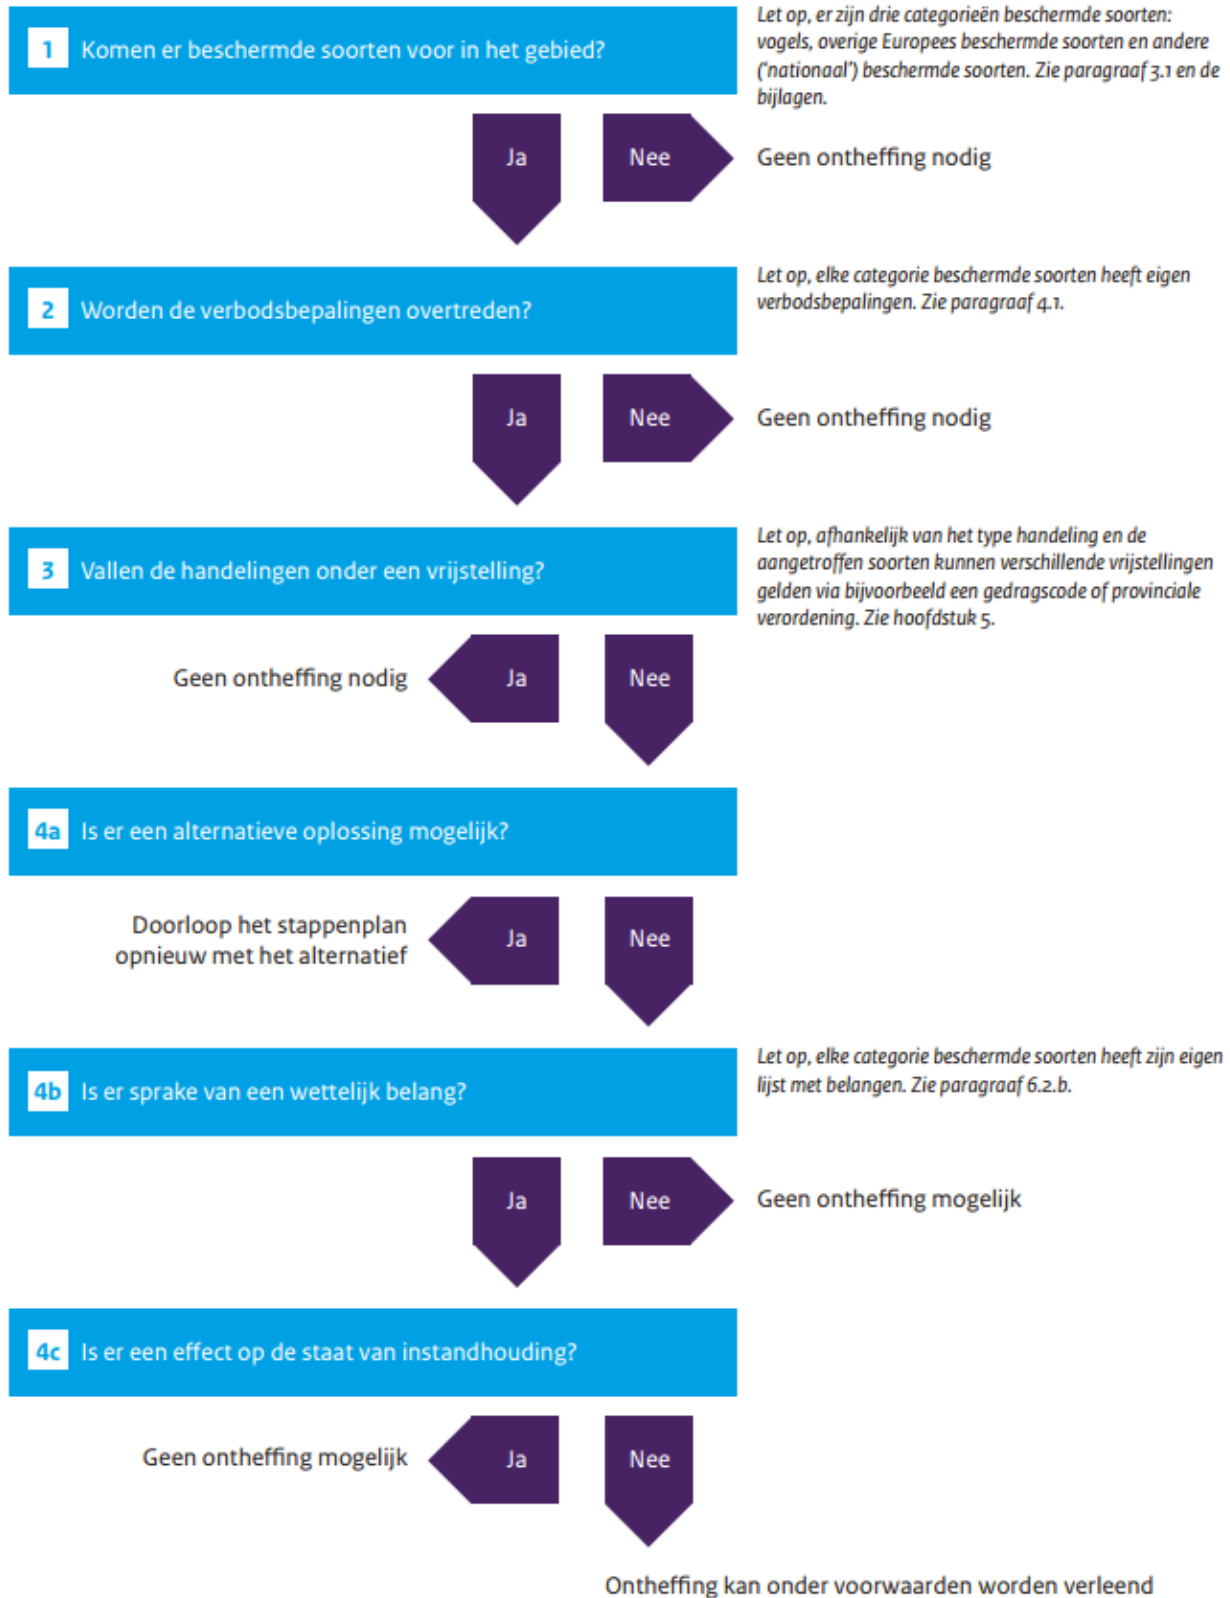 1 Komen er beschermde soorten voor in het gebied?
Let op, er zijn drie categorieën beschermde soorten:
vogels, overige Europees beschermde soorten en andere
('nationaal') beschermde soorten. Zie paragraaf 3.1 en de
bijlagen.
Ja
Nee
Geen ontheffing nodig
2 Worden de verbodsbepalingen overtreden?
Let op, elke categorie beschermde soorten heeft eigen
verbodsbepalingen. Zie paragraaf 4.1.
Ja
Nee
Geen ontheffing nodig
3 Vallen de handelingen onder een vrijstelling?
Let op, afhankelijk van het type handeling en de
aangetroffen soorten kunnen verschillende vrijstellingen
gelden via bijvoorbeeld een gedragscode of provinciale
verordening. Zie hoofdstuk 5.
Geen ontheffing nodig
Ja
Nee
4a Is er een alternatieve oplossing mogelijk?
Doorloop het stappenplan
opnieuw met het alternatief
Ja
Nee
4b Is er sprake van een wettelijk belang?
Let op, elke categorie beschermde soorten heeft zijn eigen
lijst met belangen. Zie paragraaf 6.2.b.
Ja
Nee
Geen ontheffing mogelijk
4c Is er een effect op de staat van instandhouding?
Geen ontheffing mogelijk
Ja
Nee
Ontheffing kan onder voorwaarden worden verleend